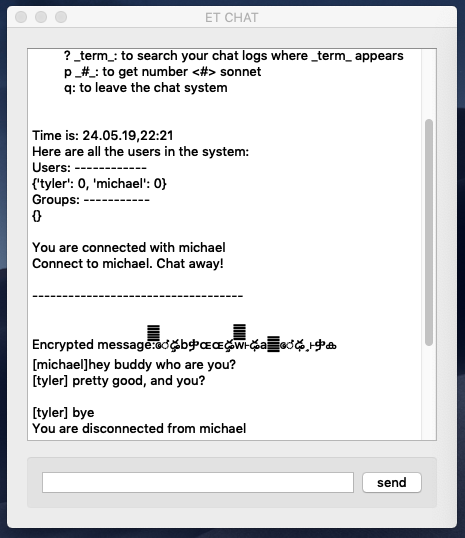 ET CHAT
? _term_: to search your chat logs where _term_ appears
p _#_: to get number <#> sonnet
q: to leave the chat system
Time is: 24.05.19,22:21
Here are all the users in the system:
Users: ------------
{'tyler': 0, 'michael': 0}
Groups: -----------
{}
You are connected with michael
Connect to michael. Chat away!
-----------------------------------
Encrypted message:
[michael]hey buddy who are you?
[tyler] pretty good, and you?
[tyler] bye
You are disconnected from michael
send